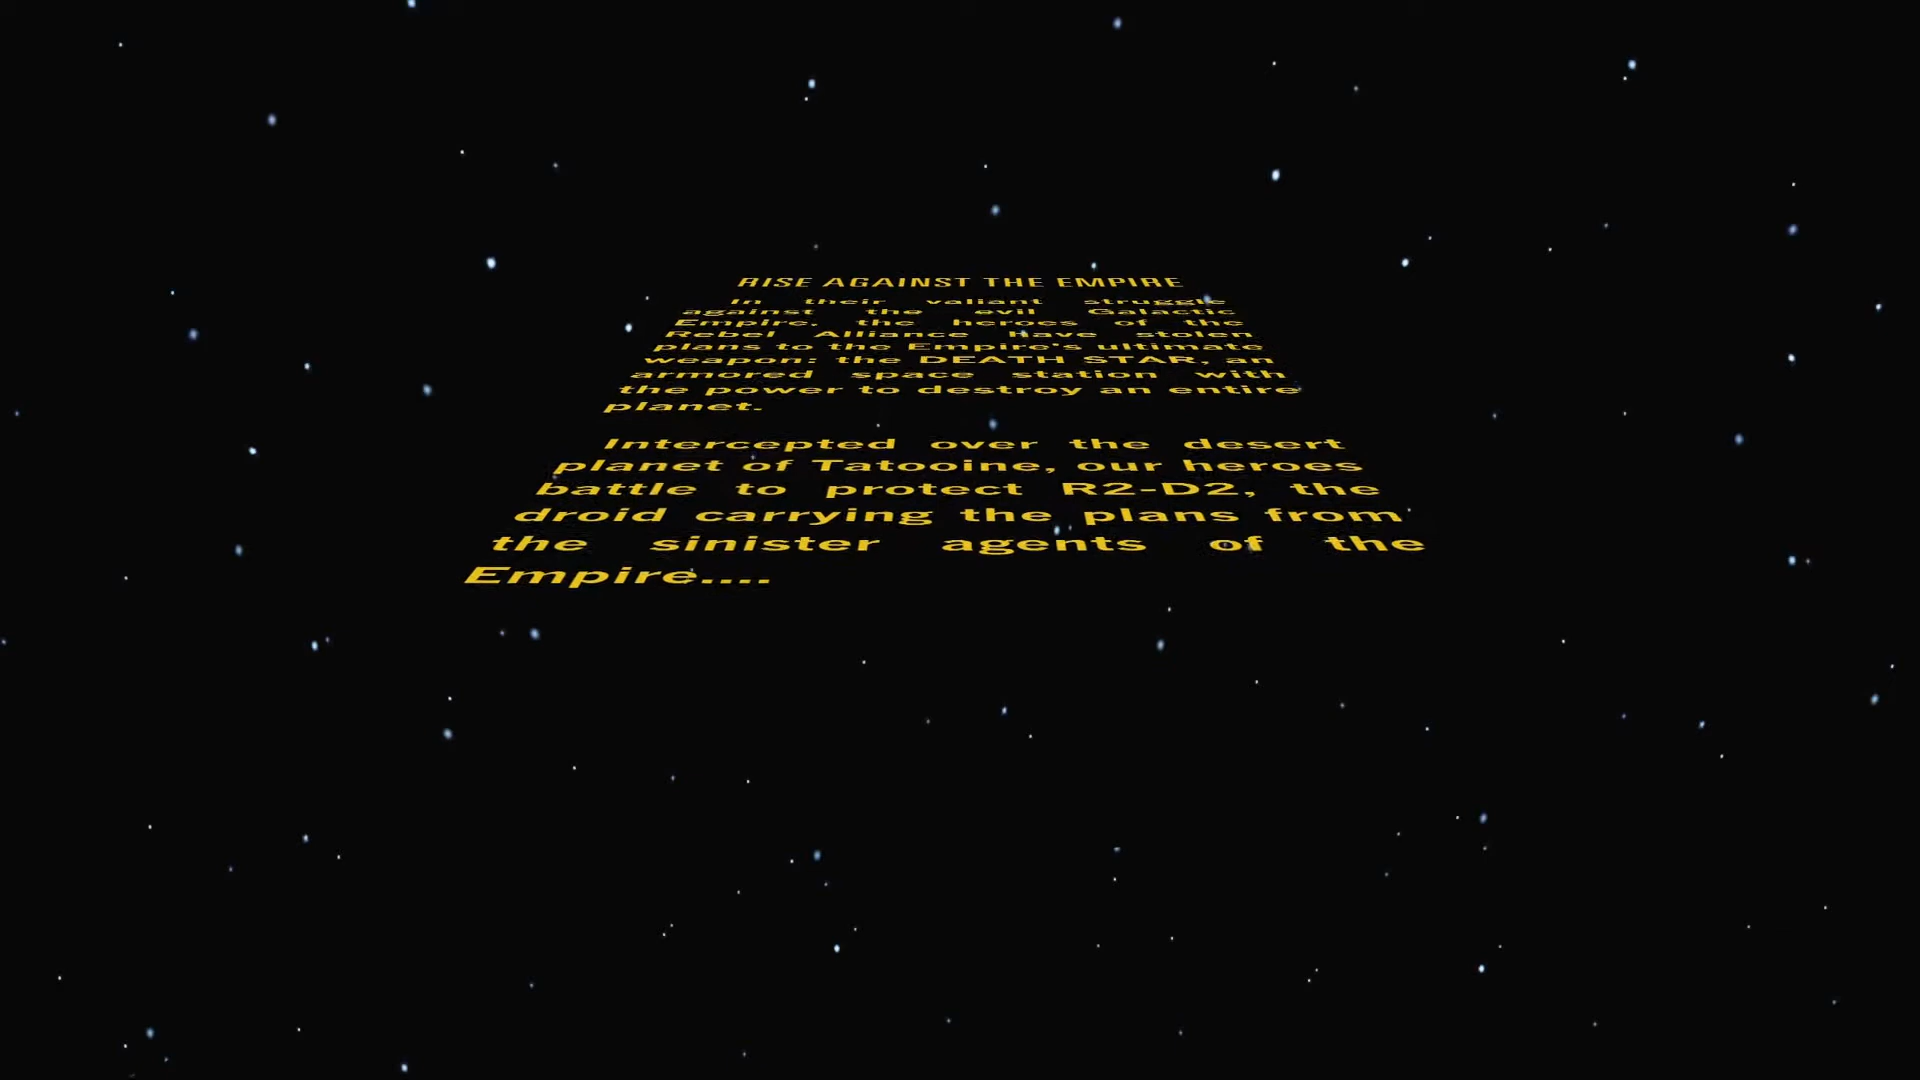 RISE AGAINST THE EMPIRE
In their valiant struggle
against the evil Galactic
Empire, the heroes of the
Rebel Alliance have stolen
plans to the Empire's ultimate
weapon: the DEATH STAR, an
armored space station with
the power to destroy an entire
planet.
Intercepted over the desert
planet of Tatooine, our heroes
battle to protect R2-D2, the
droid carrying the plans from
the sinister agents of the
Empire....